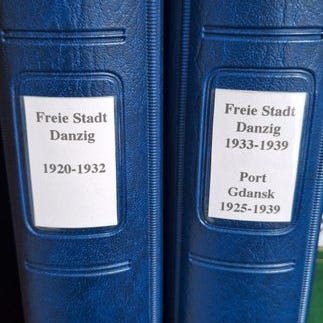 Freie Stadt
Danzig
1920-1932
Freie Stadt
Danzig
1933-1939
Port
Gdansk
1925-1939